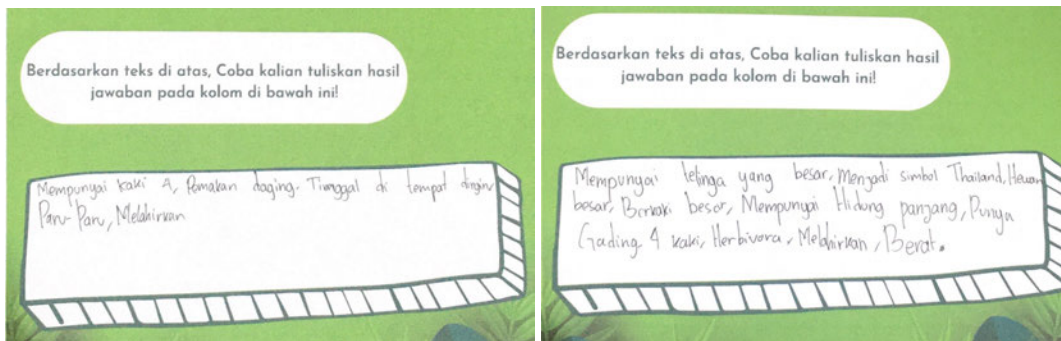 Berdasarkan teks di atas, Coba kalian tuliskan hasil
jawaban pada kolom di bawah ini!
Mempunyai kaki 4, Pemakan daging. Tinggal di tempat dingin
Paru-Paru, Melahirkan
Berdasarkan teks di atas, Coba kalian tuliskan hasil
jawaban pada kolom di bawah ini!
Mempunyai telinga yang besar, Menjadi simbol Thailand, Hewan
besar, Berkaki besar, Mempunyai Hidung panjang, Punya
Gading. 4 kaki, Herbivora, Melahirkan, Berat.